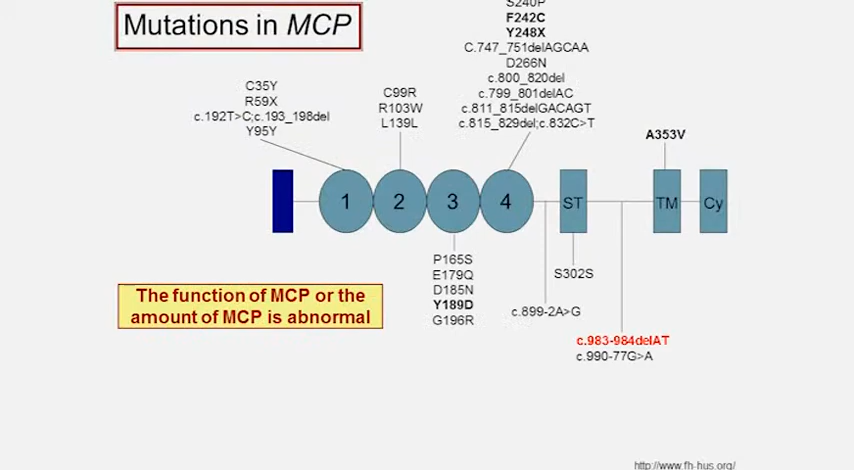 Mutations in MCP
S240P
F242C
Y248X
C.747_751delAGCAA
D266N
c.800_820del
c.799_801delAC
c.811_815delGACAGT
c.815_829del;c.832C>T
C35Y
R59X
c.192T>C;c.193_198del
Y95Y
C99R
R103W
L139L
A353V
1 2 3 4 ST TM Cy
P165S
E179Q
D185N
Y189D
G196R
S302S
c.899-2A>G
The function of MCP or the
amount of MCP is abnormal
c.983-984delAT
c.990-77G>A
http://www.fh-hus.org/